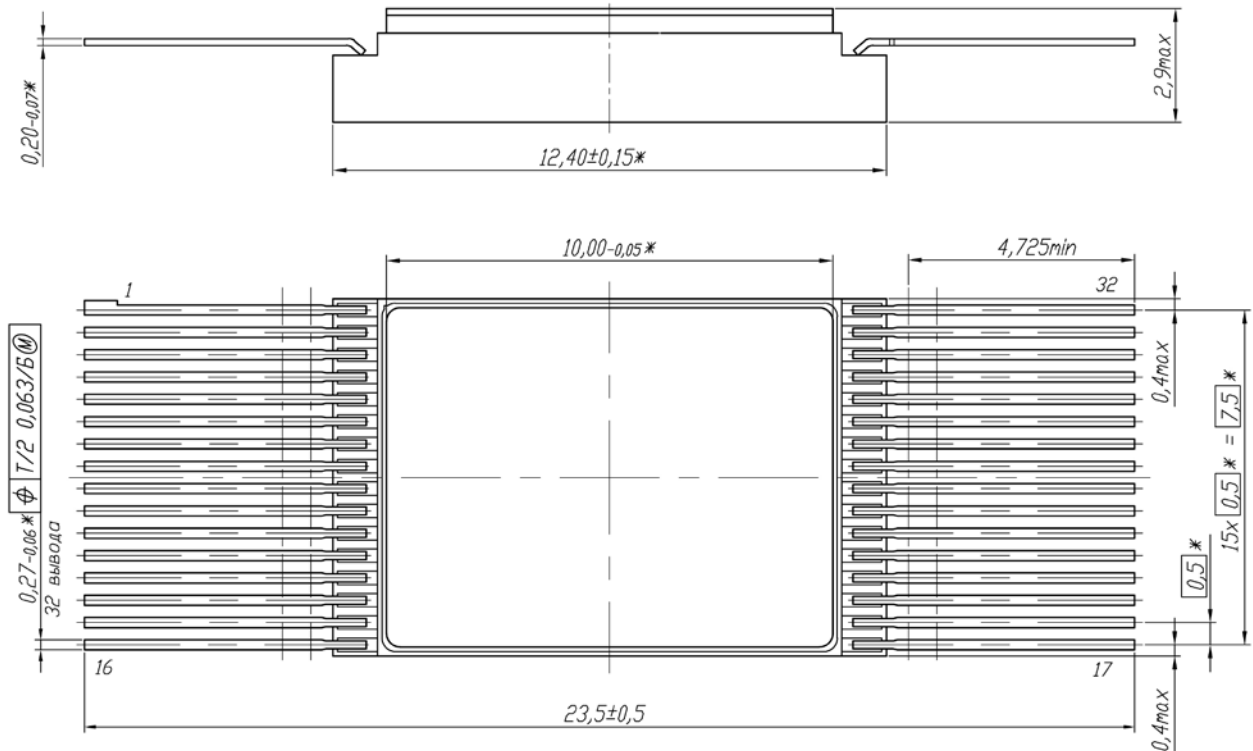 0,20-0,07*
2,9max
12,40±0,15*
10,00-0,05*
4,725min
1
32
0,4max
0,27-0,06* ⌖ T/2 0,063/Б Ⓜ
32 вывода
15x 0,5* = 7,5*
0,5*
16
17
0,4max
23,5±0,5